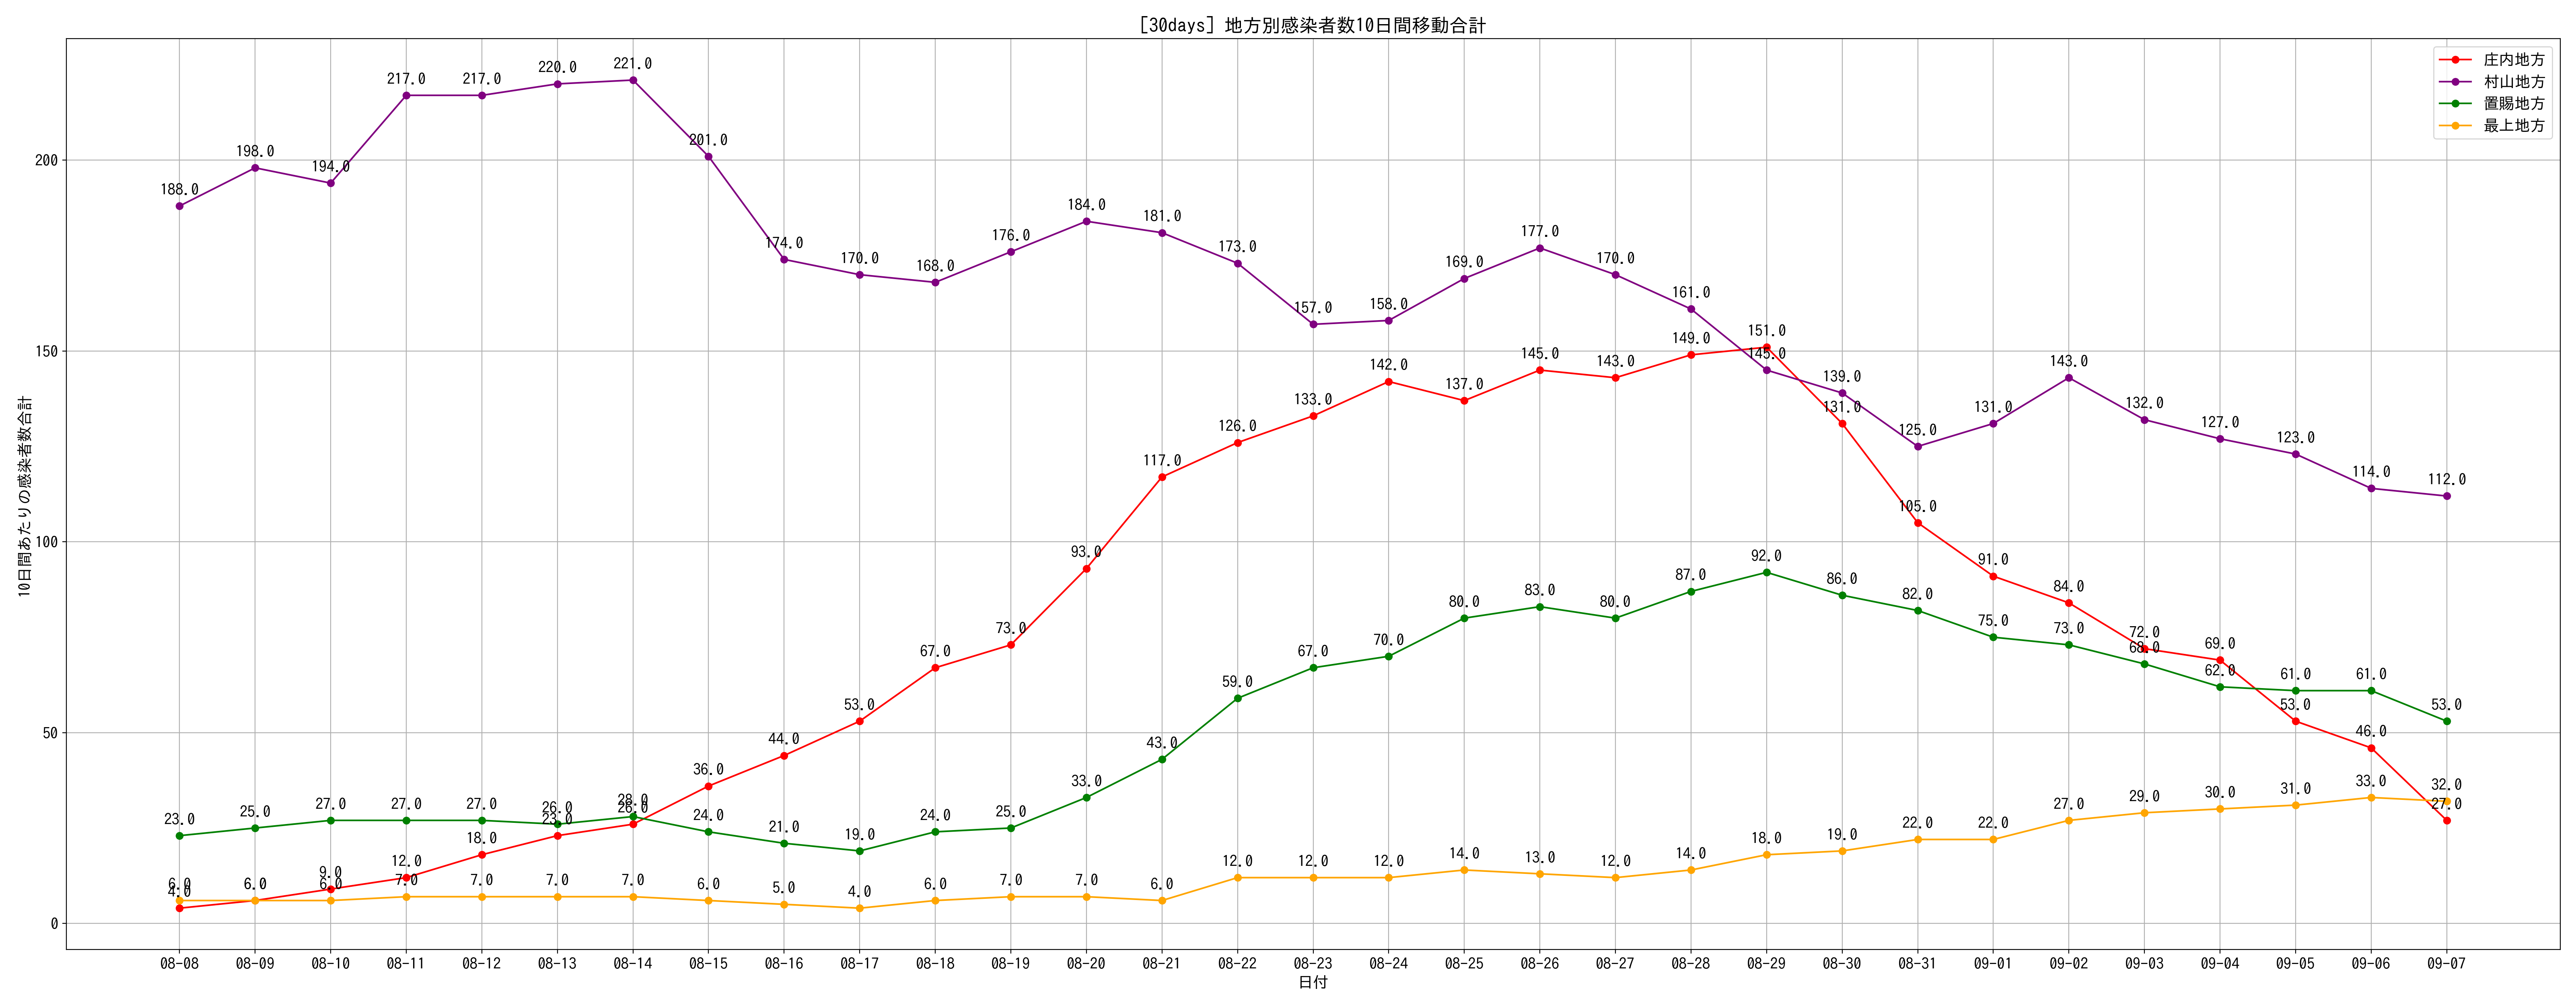 [30days] 地方別感染者数10日間移動合計
庄内地方
村山地方
置賜地方
最上地方
10日間あたりの感染者数合計
200
150
100
50
0
188.0 198.0 194.0 217.0 217.0 220.0 221.0 201.0 174.0 170.0 168.0 176.0 184.0 181.0 173.0 157.0 158.0 169.0 177.0 170.0 161.0 145.0 139.0 125.0 131.0 143.0 132.0 127.0 123.0 114.0 112.0
4.0 6.0 9.0 12.0 18.0 23.0 26.0 36.0 44.0 53.0 67.0 73.0 93.0 117.0 126.0 133.0 142.0 137.0 145.0 143.0 149.0 151.0 131.0 105.0 91.0 84.0 72.0 69.0 53.0 46.0 27.0
23.0 25.0 27.0 27.0 27.0 26.0 28.0 24.0 21.0 19.0 24.0 25.0 33.0 43.0 59.0 67.0 70.0 80.0 83.0 80.0 87.0 92.0 86.0 82.0 75.0 73.0 68.0 62.0 61.0 61.0 53.0
6.0 6.0 6.0 7.0 7.0 7.0 7.0 6.0 5.0 4.0 6.0 7.0 7.0 6.0 12.0 12.0 12.0 14.0 13.0 12.0 14.0 18.0 19.0 22.0 22.0 27.0 29.0 30.0 31.0 33.0 32.0
08-08 08-09 08-10 08-11 08-12 08-13 08-14 08-15 08-16 08-17 08-18 08-19 08-20 08-21 08-22 08-23 08-24 08-25 08-26 08-27 08-28 08-29 08-30 08-31 09-01 09-02 09-03 09-04 09-05 09-06 09-07
日付